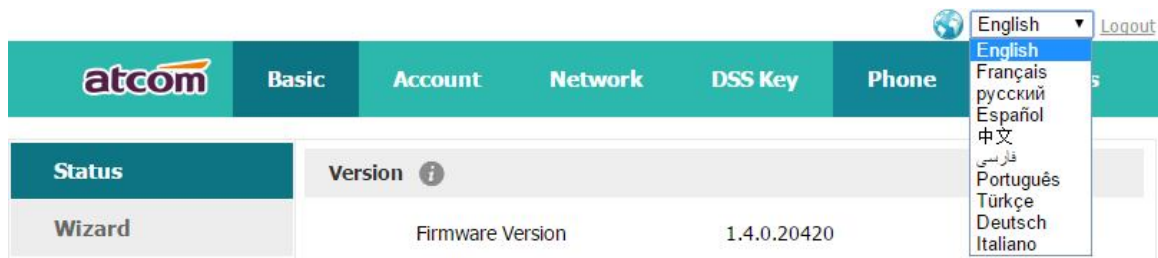 English Logout
English
Français
русский
Español
中文
فارسی
Português
Türkçe
Deutsch
Italiano
atcom Basic Account Network DSS Key Phone
Status
Wizard
Version
Firmware Version 1.4.0.20420